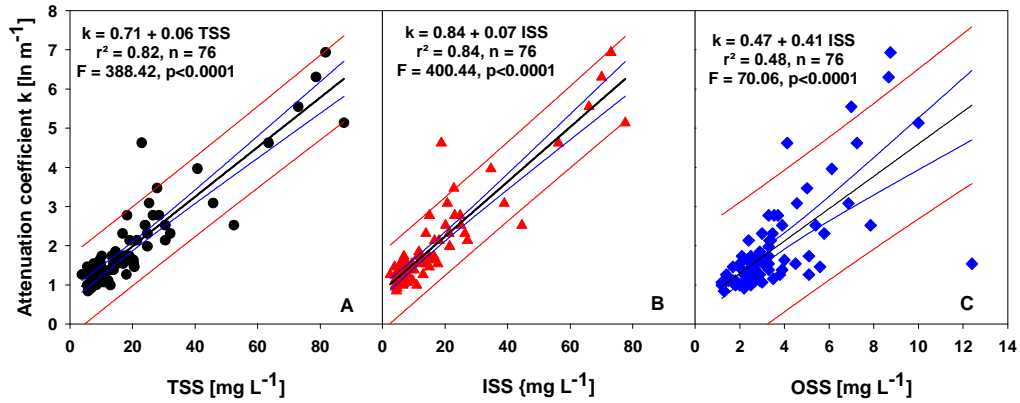 Attenuation coefficient k [ln m⁻¹]
8
7
6
5
4
3
2
1
0
k = 0.71 + 0.06 TSS
r² = 0.82, n = 76
F = 388.42, p<0.0001
A
0 20 40 60 80
TSS [mg L⁻¹]
k = 0.84 + 0.07 ISS
r² = 0.84, n = 76
F = 400.44, p<0.0001
B
0 20 40 60 80
ISS {mg L⁻¹]
k = 0.47 + 0.41 ISS
r² = 0.48, n = 76
F = 70.06, p<0.0001
C
0 2 4 6 8 10 12 14
OSS [mg L⁻¹]